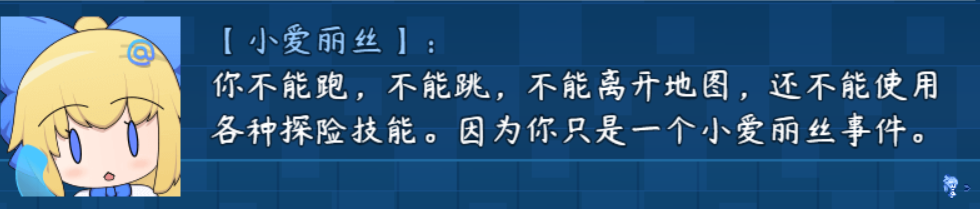 【小爱丽丝】：
你不能跑，不能跳，不能离开地图，还不能使用
各种探险技能。因为你只是一个小爱丽丝事件。
@